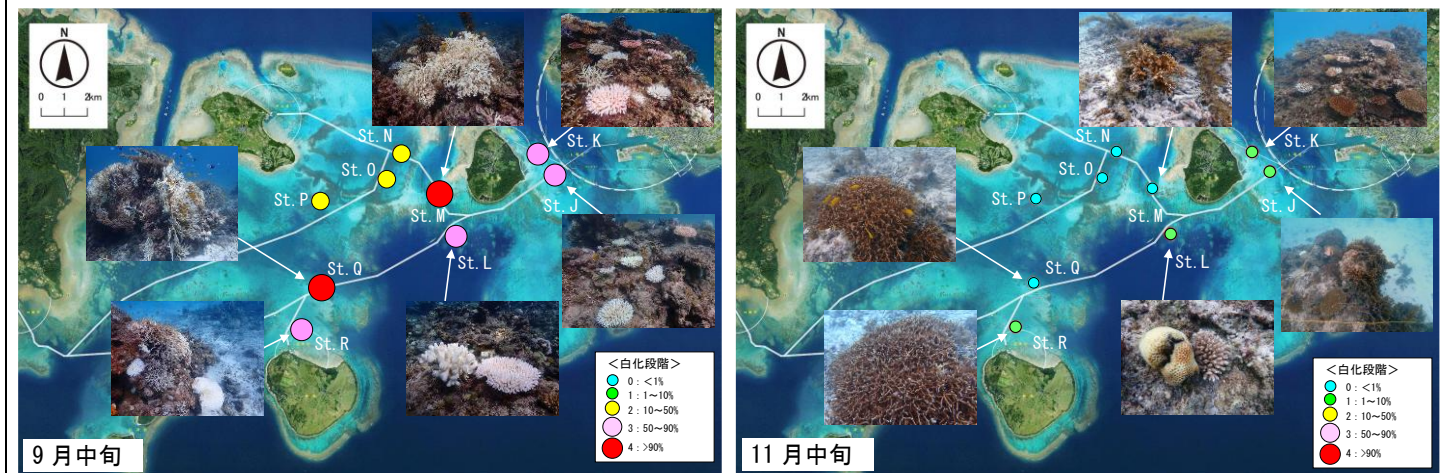 N
0 1 2km
St. N
St. K
St. O
St. P
St. M
St. J
St. L
St. Q
St. R
＜白化段階＞
0：＜1%
1：1～10%
2：10～50%
3：50～90%
4：>90%
9 月中旬
N
0 1 2km
St. N
St. K
St. O
St. P
St. M
St. J
St. L
St. Q
St. R
＜白化段階＞
0：＜1%
1：1～10%
2：10～50%
3：50～90%
4：>90%
11 月中旬